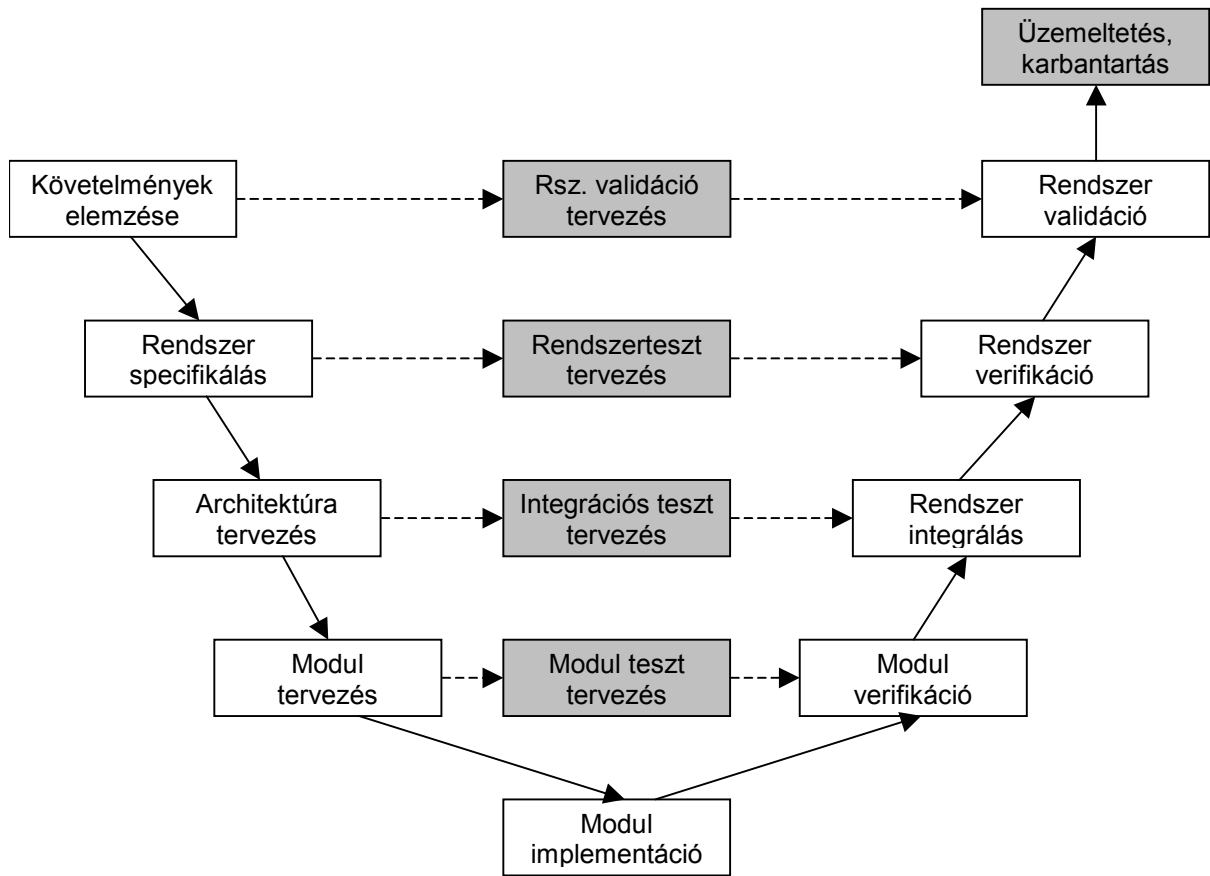 Üzemeltetés,
karbantartás
Követelmények
elemzése
Rsz. validáció
tervezés
Rendszer
validáció
Rendszer
specifikálás
Rendszerteszt
tervezés
Rendszer
verifikáció
Architektúra
tervezés
Integrációs teszt
tervezés
Rendszer
integrálás
Modul
tervezés
Modul teszt
tervezés
Modul
verifikáció
Modul
implementáció